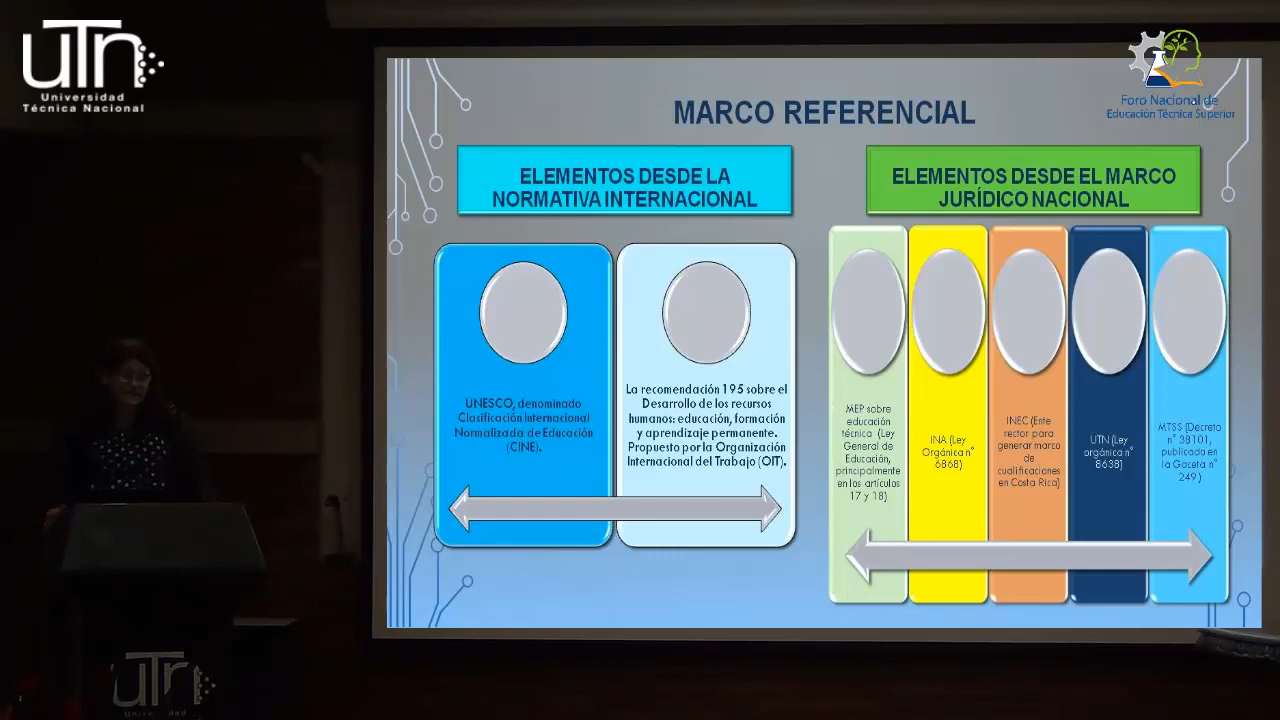 UTN
Universidad
Técnica Nacional
Foro Nacional de
Educación Técnica Superior
MARCO REFERENCIAL
ELEMENTOS DESDE LA
NORMATIVA INTERNACIONAL
UNESCO, denominado
Clasificación Internacional
Normalizada de Educación
(CINE).
La recomendación 195 sobre el
Desarrollo de los recursos
humanos: educación, formación
y aprendizaje permanente.
Propuesto por la Organización
Internacional del Trabajo (OIT).
ELEMENTOS DESDE EL MARCO
JURÍDICO NACIONAL
MEP sobre
educación
técnica (Ley
General de
Educación,
principalmente
en los artículos
17 y 18)
INA (Ley
Orgánica n°
6868)
INEC (Ente
rector para
generar marco
de
cualificaciones
en Costa Rica)
UTN (Ley
orgánica n°
8638)
MTSS (Decreto
n° 38101,
publicado en
la Gaceta n°
249)
UTN